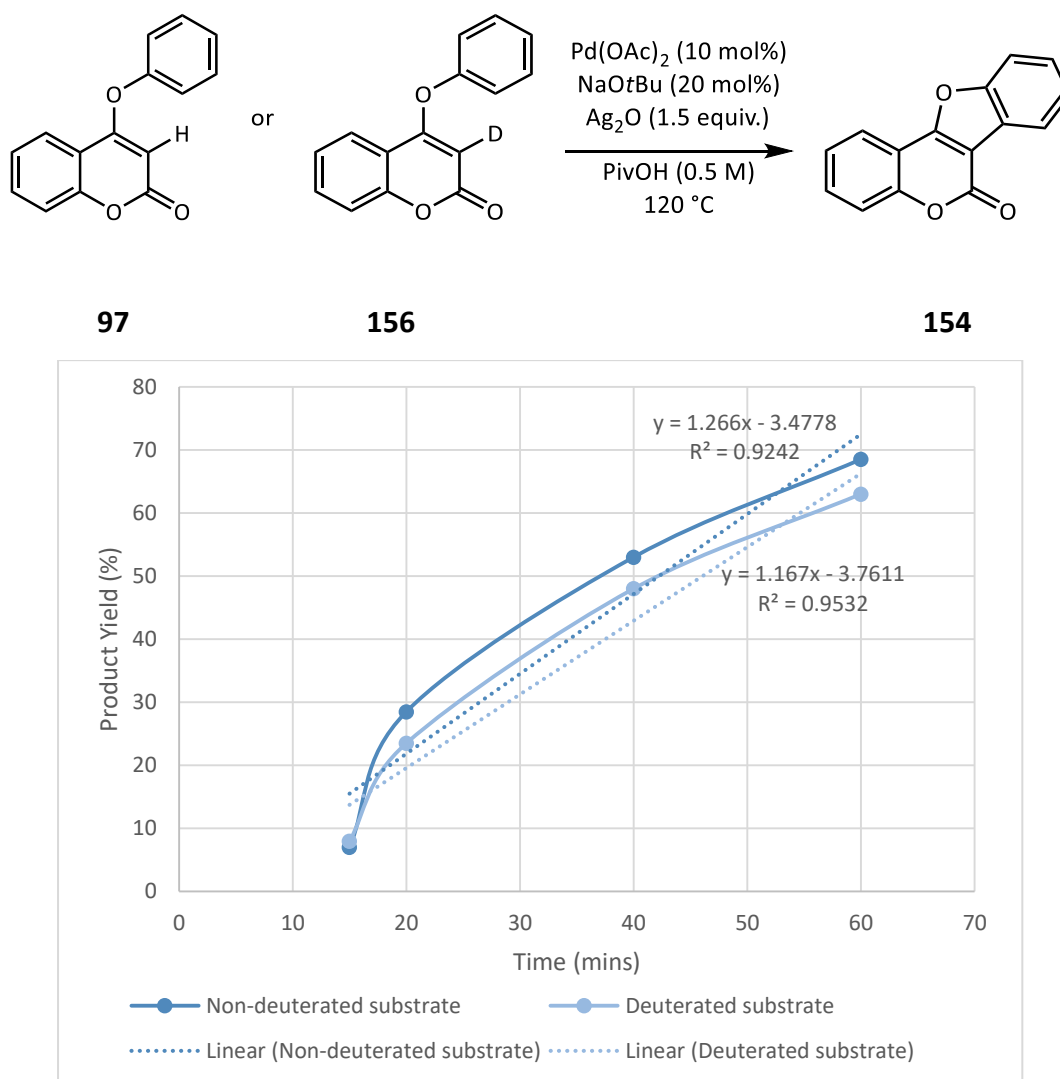 O
H
O
O
or
O
D
O
O
Pd(OAc)2 (10 mol%)
NaOtBu (20 mol%)
Ag2O (1.5 equiv.)
PivOH (0.5 M)
120 °C
O
O
O
97
156
154
80
70
60
50
40
30
20
10
0
Product Yield (%)
y = 1.266x - 3.4778
R² = 0.9242
y = 1.167x - 3.7611
R² = 0.9532
0 10 20 30 40 50 60 70
Time (mins)
Non-deuterated substrate
Deuterated substrate
Linear (Non-deuterated substrate)
Linear (Deuterated substrate)